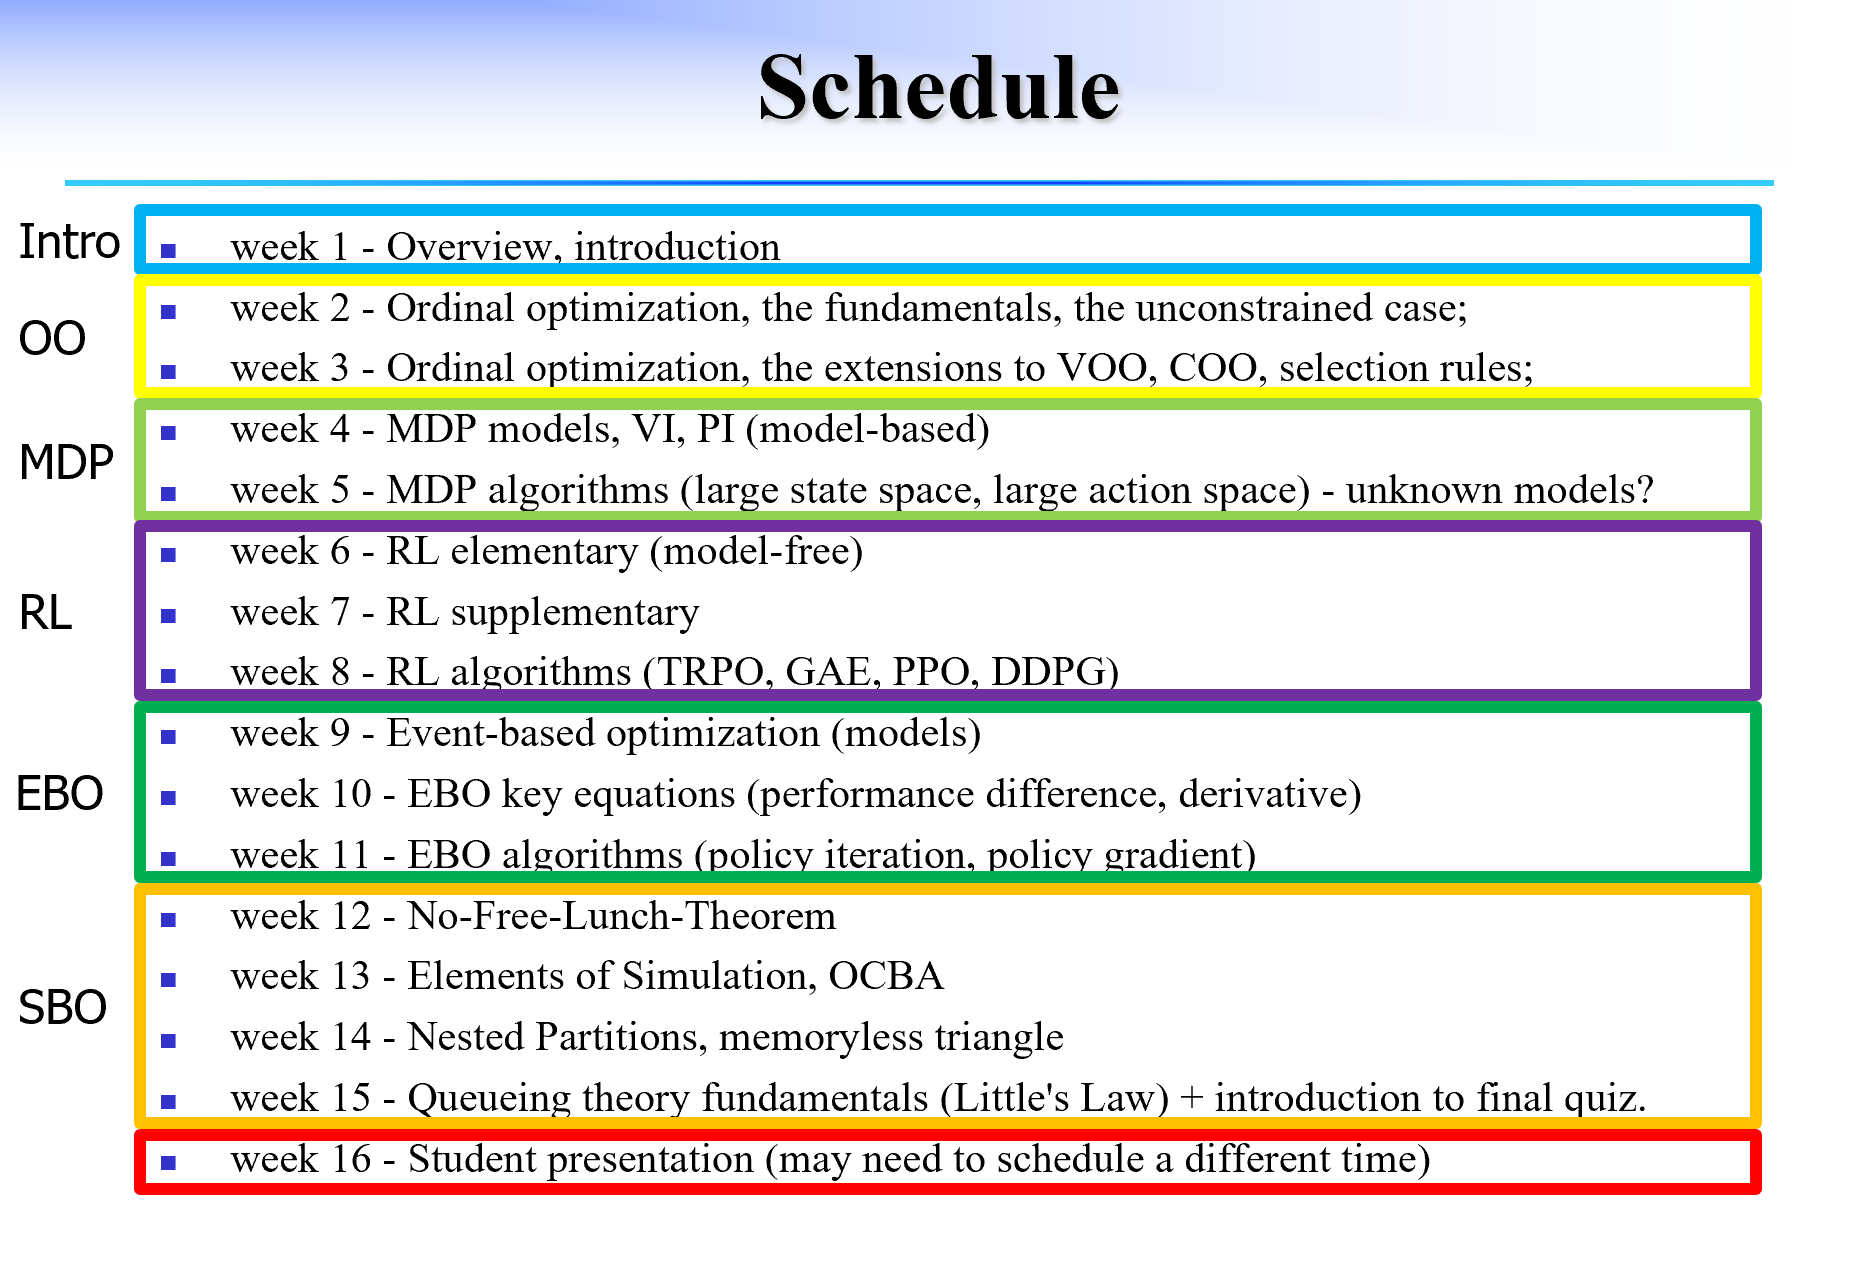 Schedule
Intro
week 1 - Overview, introduction
OO
week 2 - Ordinal optimization, the fundamentals, the unconstrained case;
week 3 - Ordinal optimization, the extensions to VOO, COO, selection rules;
MDP
week 4 - MDP models, VI, PI (model-based)
week 5 - MDP algorithms (large state space, large action space) - unknown models?
RL
week 6 - RL elementary (model-free)
week 7 - RL supplementary
week 8 - RL algorithms (TRPO, GAE, PPO, DDPG)
EBO
week 9 - Event-based optimization (models)
week 10 - EBO key equations (performance difference, derivative)
week 11 - EBO algorithms (policy iteration, policy gradient)
SBO
week 12 - No-Free-Lunch-Theorem
week 13 - Elements of Simulation, OCBA
week 14 - Nested Partitions, memoryless triangle
week 15 - Queueing theory fundamentals (Little's Law) + introduction to final quiz.
week 16 - Student presentation (may need to schedule a different time)